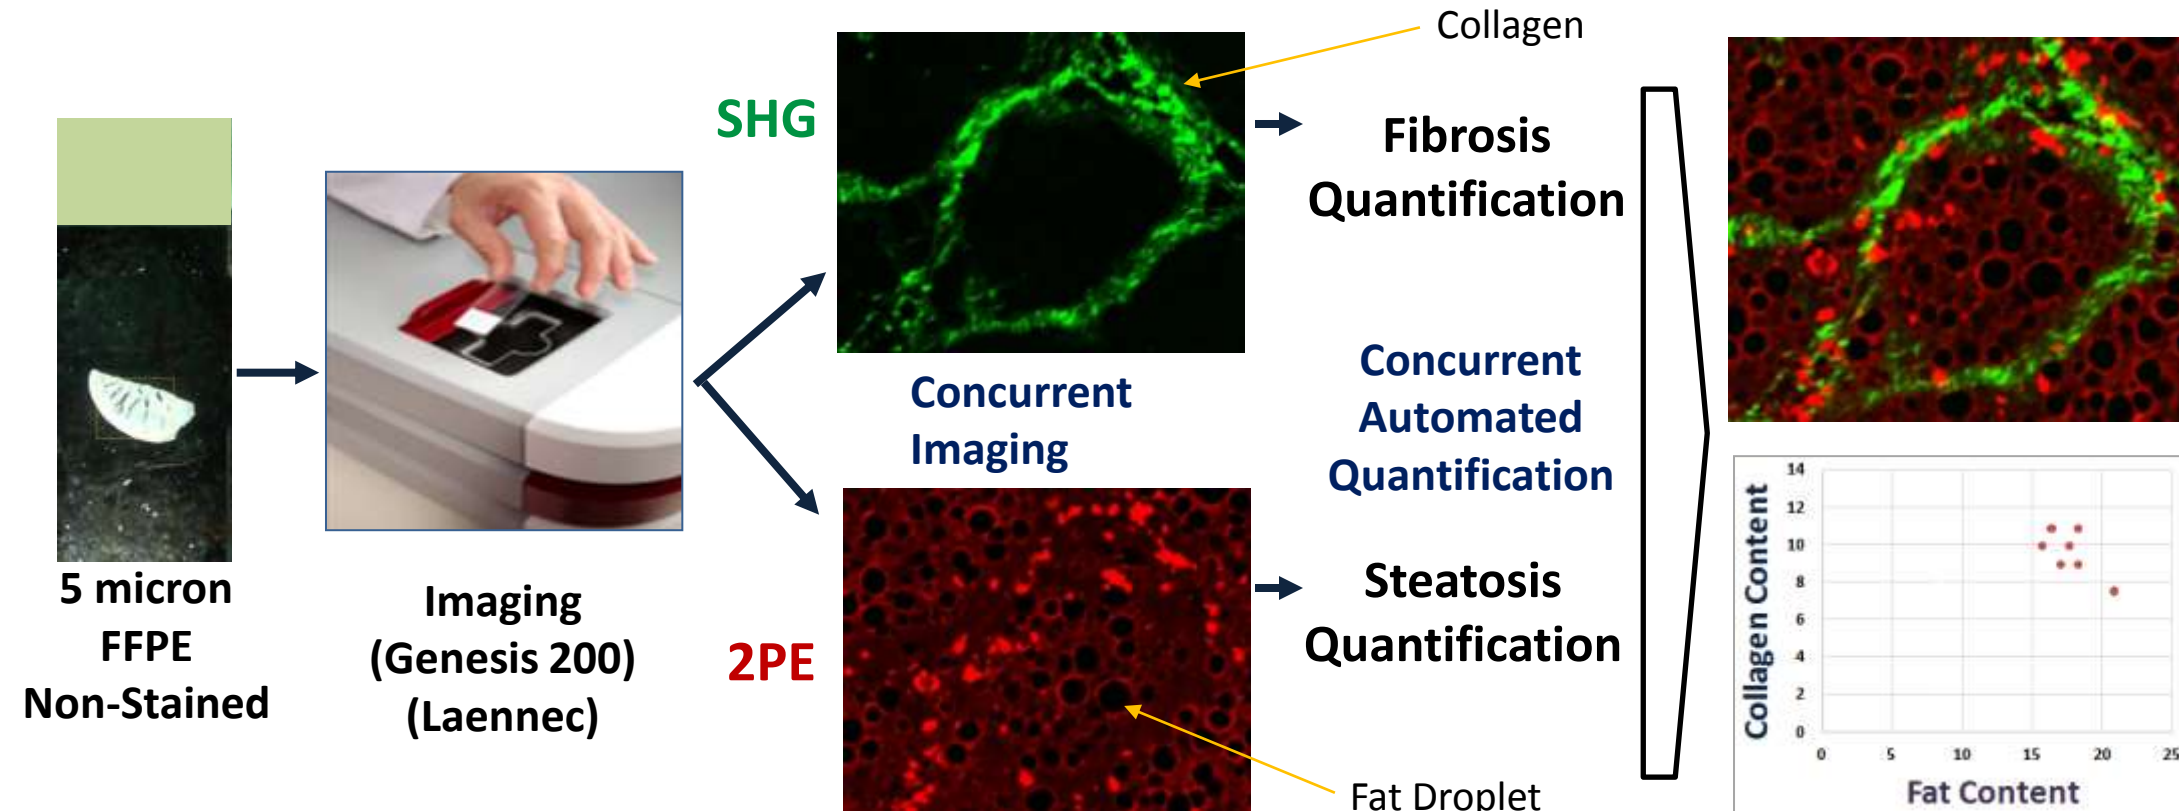 5 micron
FFPE
Non-Stained
Imaging
(Genesis 200)
(Laennec)
SHG
2PE
Collagen
Concurrent
Imaging
Fat Droplet
Fibrosis
Quantification
Concurrent
Automated
Quantification
Steatosis
Quantification
Collagen Content
14
12
10
8
6
4
2
0
0 5 10 15 20 25
Fat Content